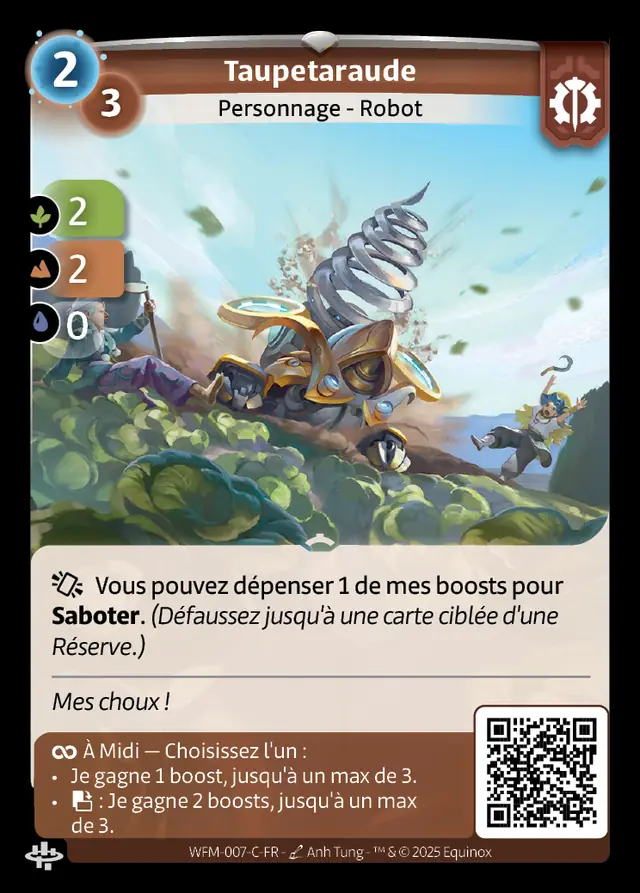 2
Taupetaraude
3
Personnage - Robot
2
2
0
Vous pouvez dépenser 1 de mes boosts pour
Saboter. (Défaussez jusqu'à une carte ciblée d'une
Réserve.)
Mes choux !
À Midi — Choisissez l'un :
• Je gagne 1 boost, jusqu'à un max de 3.
• : Je gagne 2 boosts, jusqu'à un max
de 3.
WFM-007-C-FR - Anh Tung - ™ & © 2025 Equinox